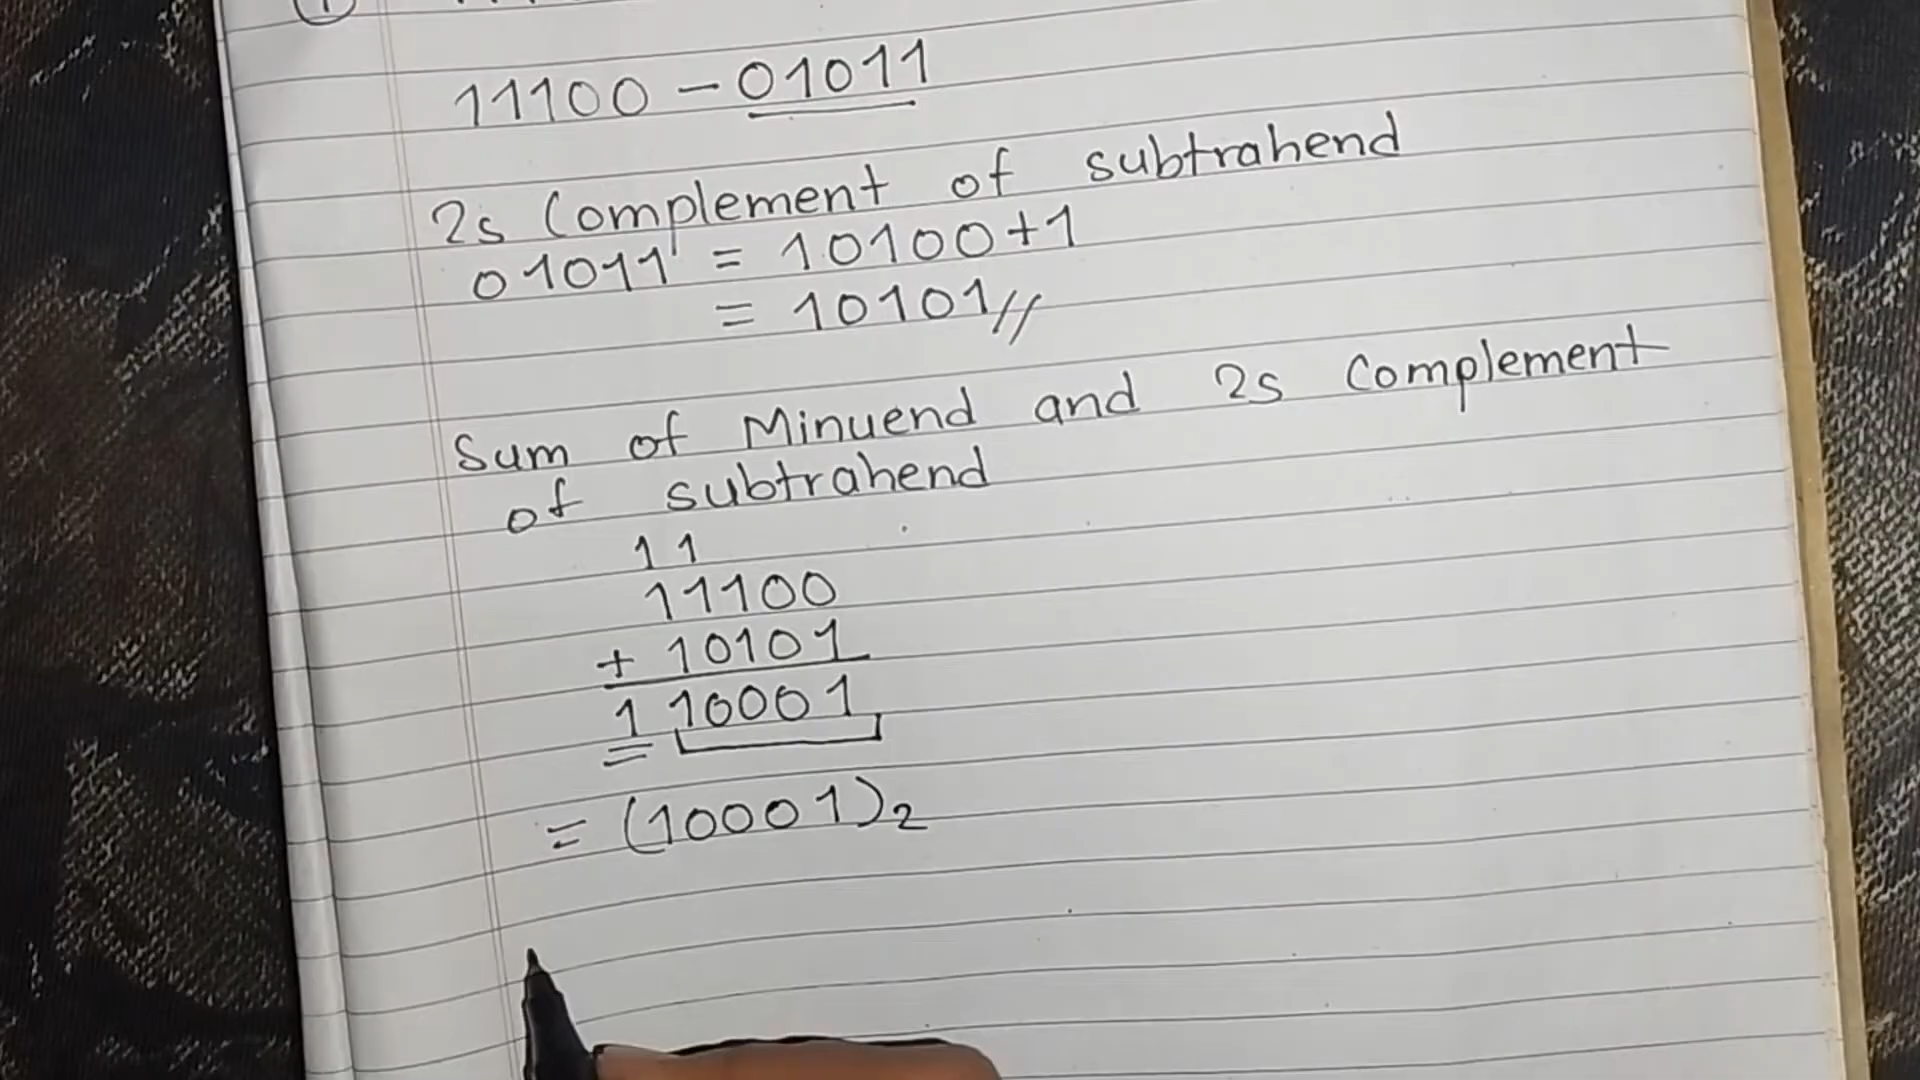 11100 - 01011
2s Complement of subtrahend
01011' = 10100+1
= 10101//
Sum of Minuend and 2s Complement
of subtrahend
11
11100
+ 10101
1 10001
= (10001)₂